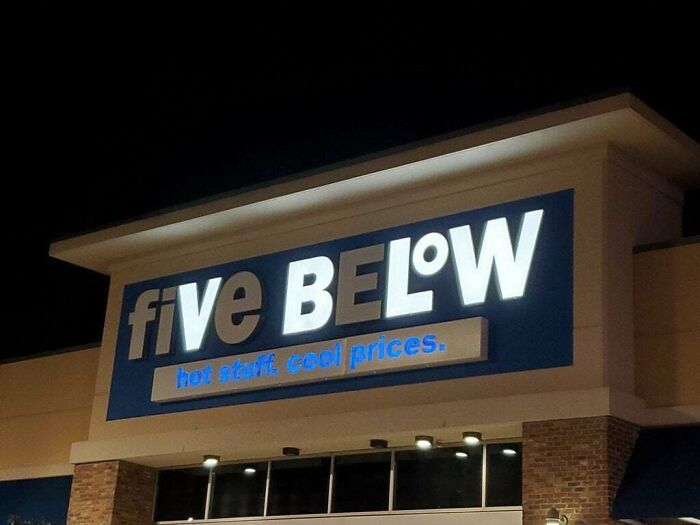 fiVe BELoW
hot stuff. cool prices.